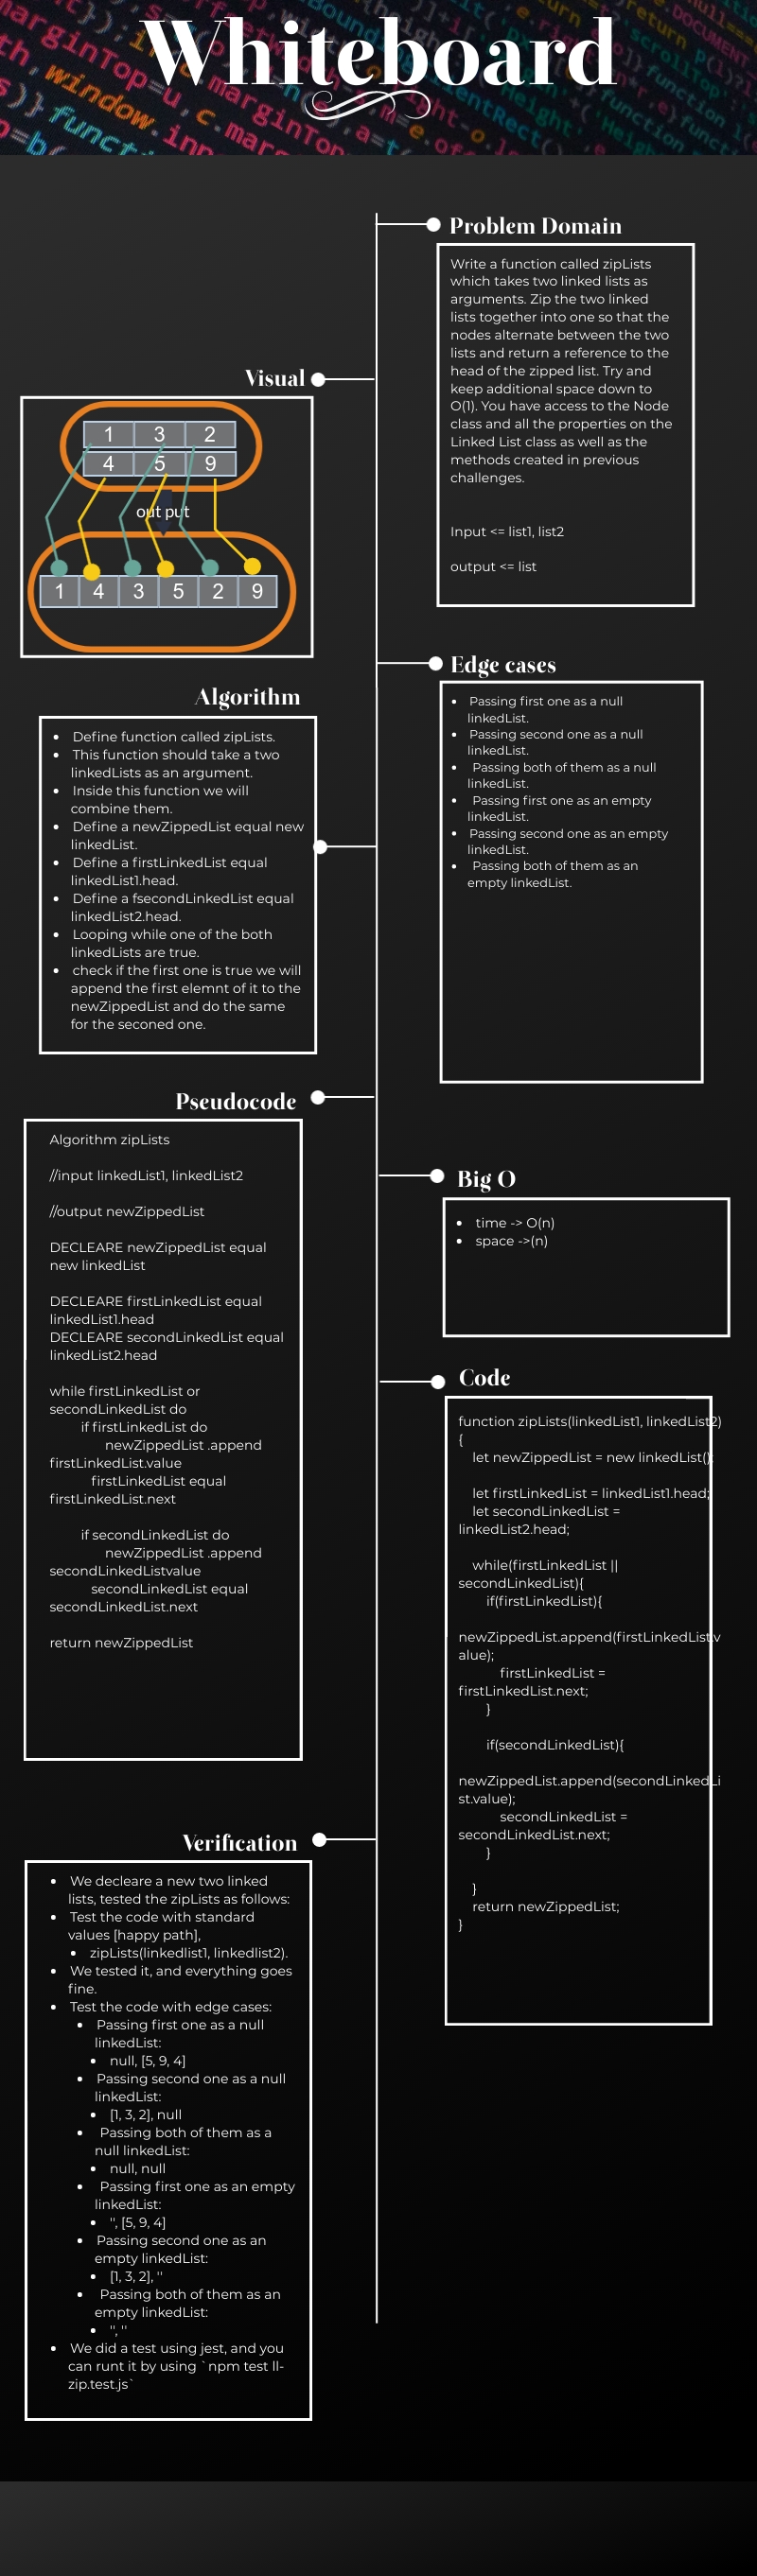 Whiteboard
Problem Domain
Write a function called zipLists
which takes two linked lists as
arguments. Zip the two linked
lists together into one so that the
nodes alternate between the two
lists and return a reference to the
head of the zipped list. Try and
keep additional space down to
O(1). You have access to the Node
class and all the properties on the
Linked List class as well as the
methods created in previous
challenges.
Input <= list1, list2
output <= list
Visual
1 3 2
4 5 9
out put
1 4 3 5 2 9
Edge cases
• Passing first one as a null
linkedList.
• Passing second one as a null
linkedList.
• Passing both of them as a null
linkedList.
• Passing first one as an empty
linkedList.
• Passing second one as an empty
linkedList.
• Passing both of them as an
empty linkedList.
Algorithm
• Define function called zipLists.
• This function should take a two
linkedLists as an argument.
• Inside this function we will
combine them.
• Define a newZippedList equal new
linkedList.
• Define a firstLinkedList equal
linkedList1.head.
• Define a fsecondLinkedList equal
linkedList2.head.
• Looping while one of the both
linkedLists are true.
• check if the first one is true we will
append the first elemnt of it to the
newZippedList and do the same
for the seconed one.
Pseudocode
Algorithm zipLists
//input linkedList1, linkedList2
//output newZippedList
DECLEARE newZippedList equal
new linkedList
DECLEARE firstLinkedList equal
linkedList1.head
DECLEARE secondLinkedList equal
linkedList2.head
while firstLinkedList or
secondLinkedList do
if firstLinkedList do
newZippedList .append
firstLinkedList.value
firstLinkedList equal
firstLinkedList.next
if secondLinkedList do
newZippedList .append
secondLinkedListvalue
secondLinkedList equal
secondLinkedList.next
return newZippedList
Big O
• time -> O(n)
• space ->(n)
Code
function zipLists(linkedList1, linkedList2)
{
let newZippedList = new linkedList();
let firstLinkedList = linkedList1.head;
let secondLinkedList =
linkedList2.head;
while(firstLinkedList ||
secondLinkedList){
if(firstLinkedList){
newZippedList.append(firstLinkedList.v
alue);
firstLinkedList =
firstLinkedList.next;
}
if(secondLinkedList){
newZippedList.append(secondLinkedLi
st.value);
secondLinkedList =
secondLinkedList.next;
}
}
return newZippedList;
}
Verification
• We decleare a new two linked
lists, tested the zipLists as follows:
• Test the code with standard
values [happy path],
• zipLists(linkedlist1, linkedlist2).
• We tested it, and everything goes
fine.
• Test the code with edge cases:
• Passing first one as a null
linkedList:
• null, [5, 9, 4]
• Passing second one as a null
linkedList:
• [1, 3, 2], null
• Passing both of them as a
null linkedList:
• null, null
• Passing first one as an empty
linkedList:
• '', [5, 9, 4]
• Passing second one as an
empty linkedList:
• [1, 3, 2], ''
• Passing both of them as an
empty linkedList:
• '', ''
• We did a test using jest, and you
can runt it by using `npm test ll-
zip.test.js`